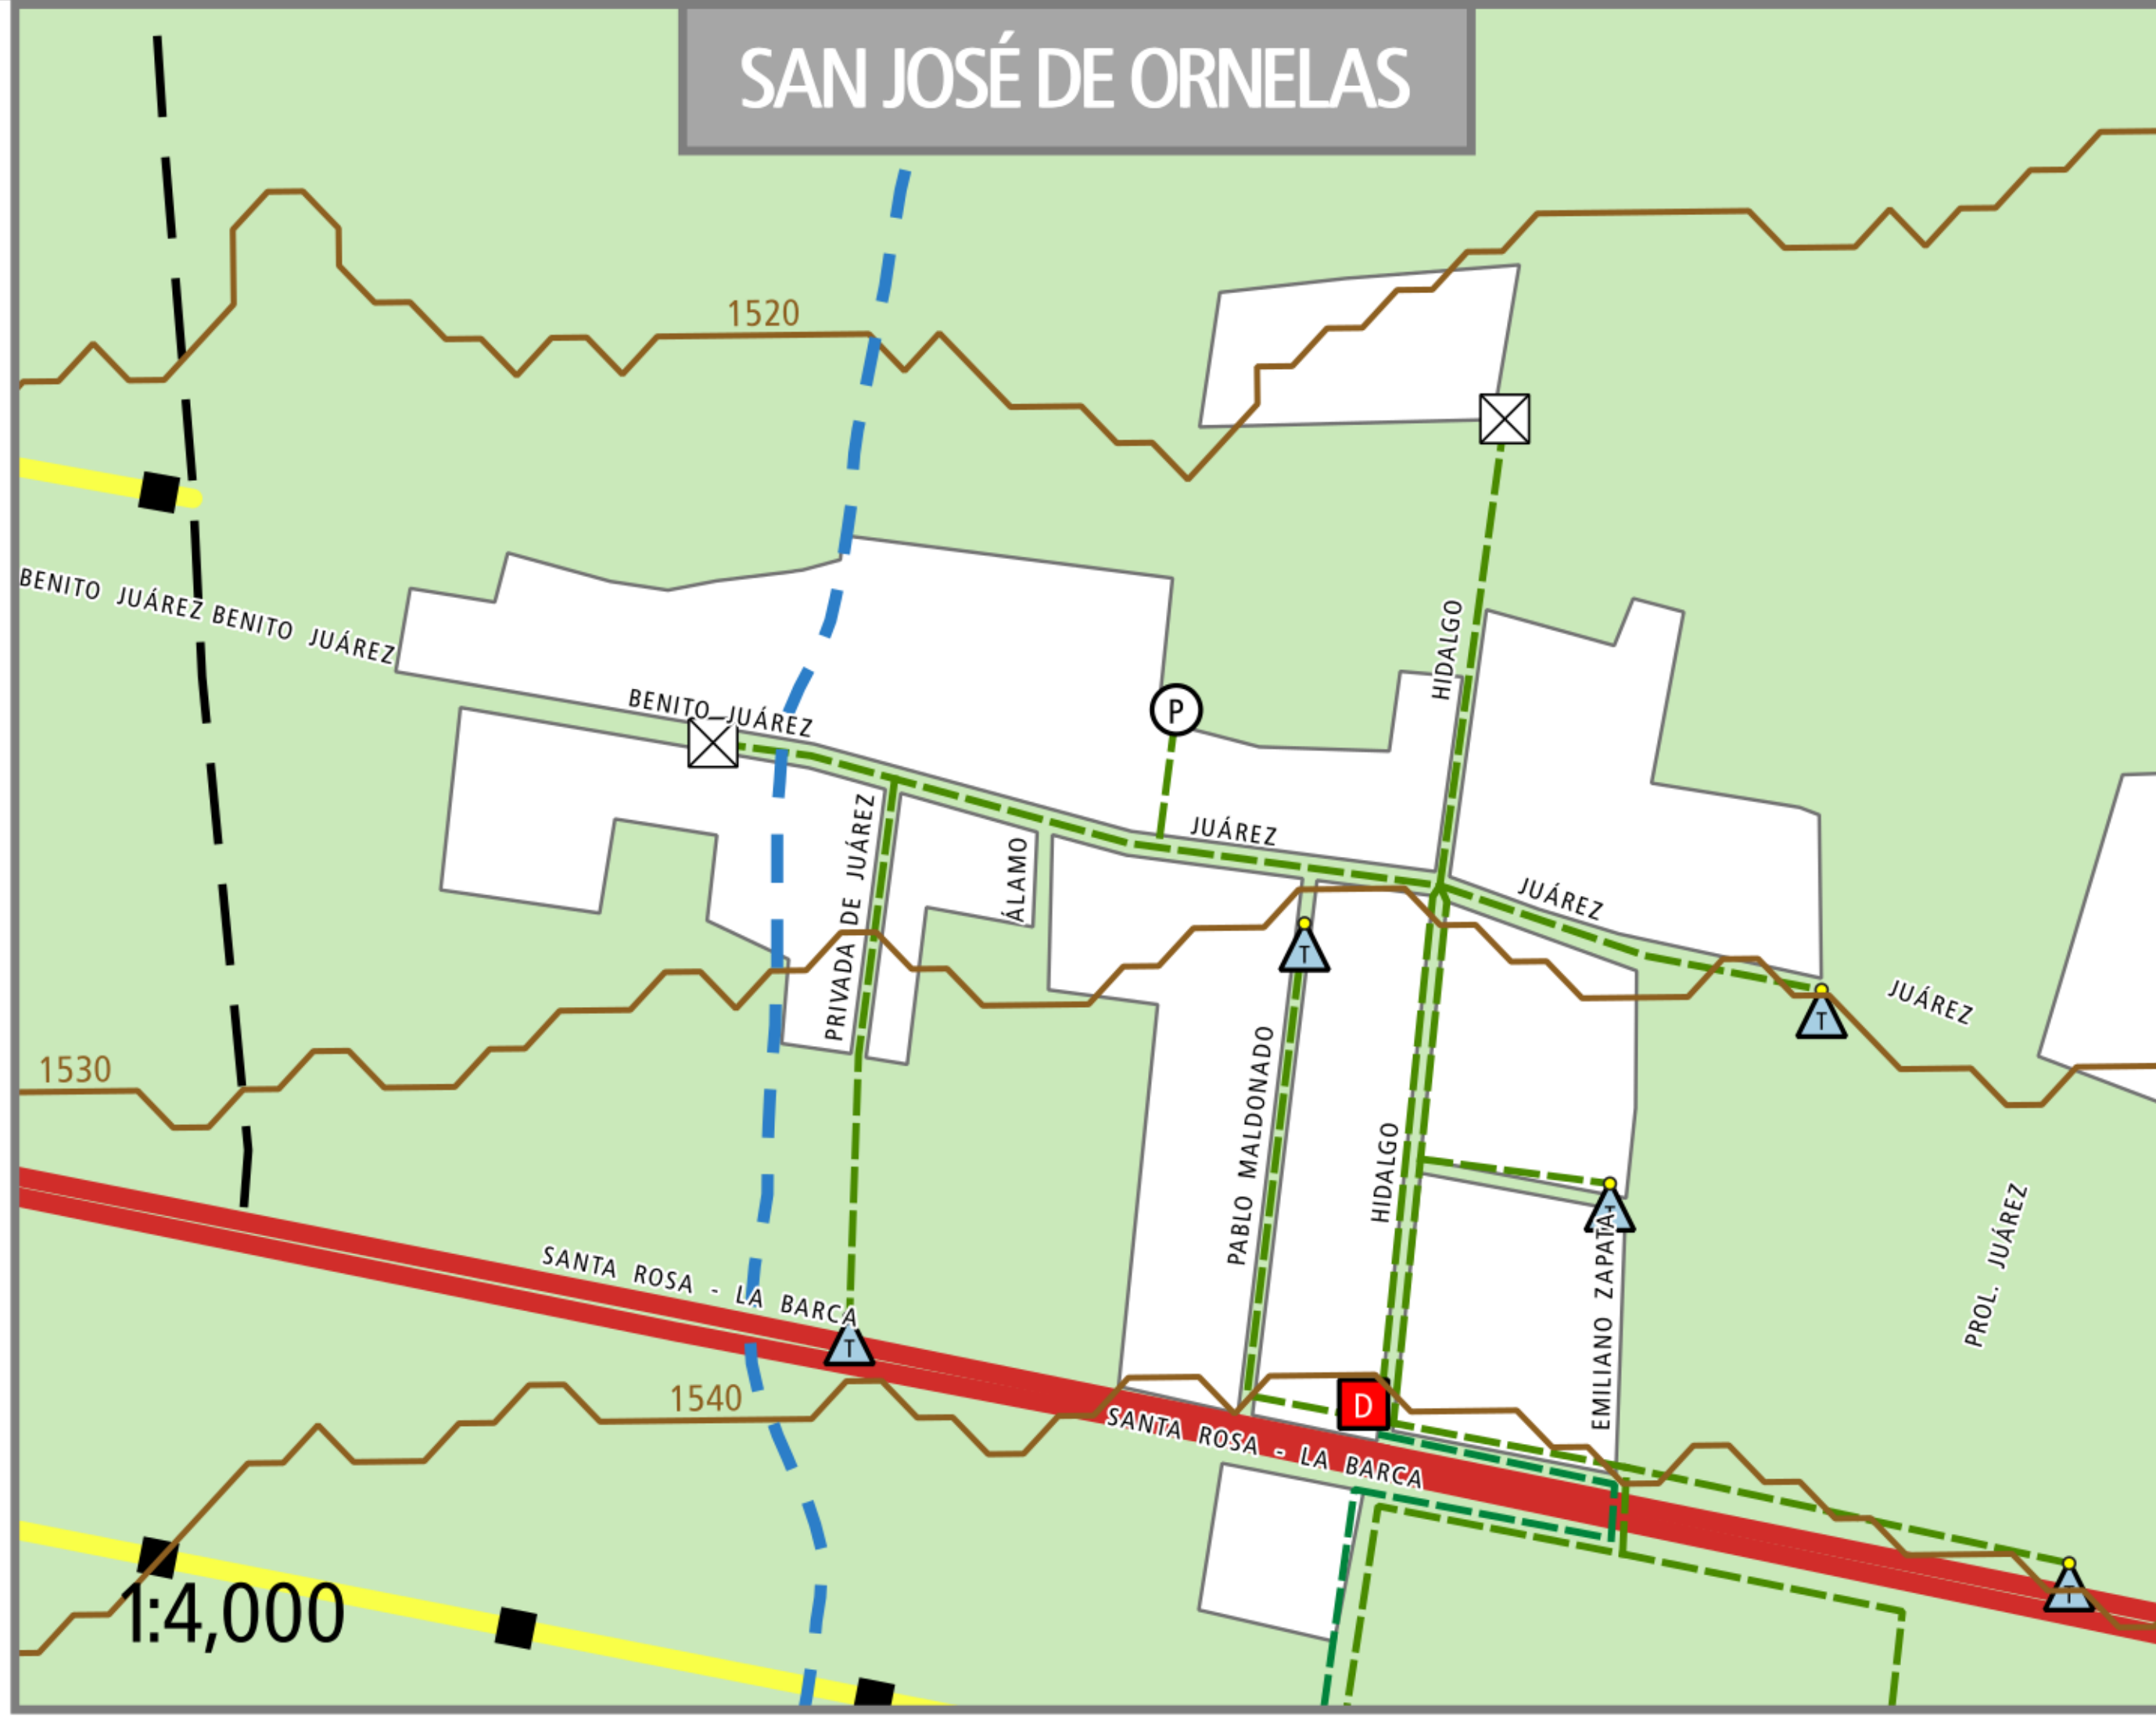 SAN JOSÉ DE ORNELAS
1520
BENITO JUÁREZ
BENITO JUÁREZ
HIDALGO
BENITO JUÁREZ
P
JUÁREZ
PRIVADA DE JUÁREZ
ÁLAMO
JUÁREZ
T
JUÁREZ
T
1530
PABLO MALDONADO
HIDALGO
T
EMILIANO ZAPATA
PROL. JUÁREZ
SANTA ROSA - LA BARCA
T
1540
D
SANTA ROSA - LA BARCA
T
1:4,000